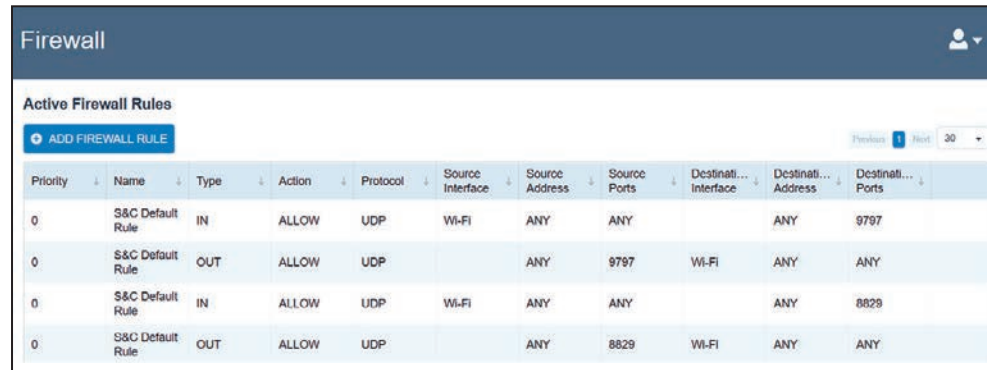 Firewall
Active Firewall Rules
ADD FIREWALL RULE
Previous 1 Next 30
Priority Name Type Action Protocol Source Interface Source Address Source Ports Destinati... Interface Destinati... Address Destinati... Ports
0 S&C Default Rule IN ALLOW UDP Wi-Fi ANY ANY ANY 9797
0 S&C Default Rule OUT ALLOW UDP ANY 9797 Wi-Fi ANY ANY
0 S&C Default Rule IN ALLOW UDP Wi-Fi ANY ANY ANY 8829
0 S&C Default Rule OUT ALLOW UDP ANY 8829 Wi-Fi ANY ANY